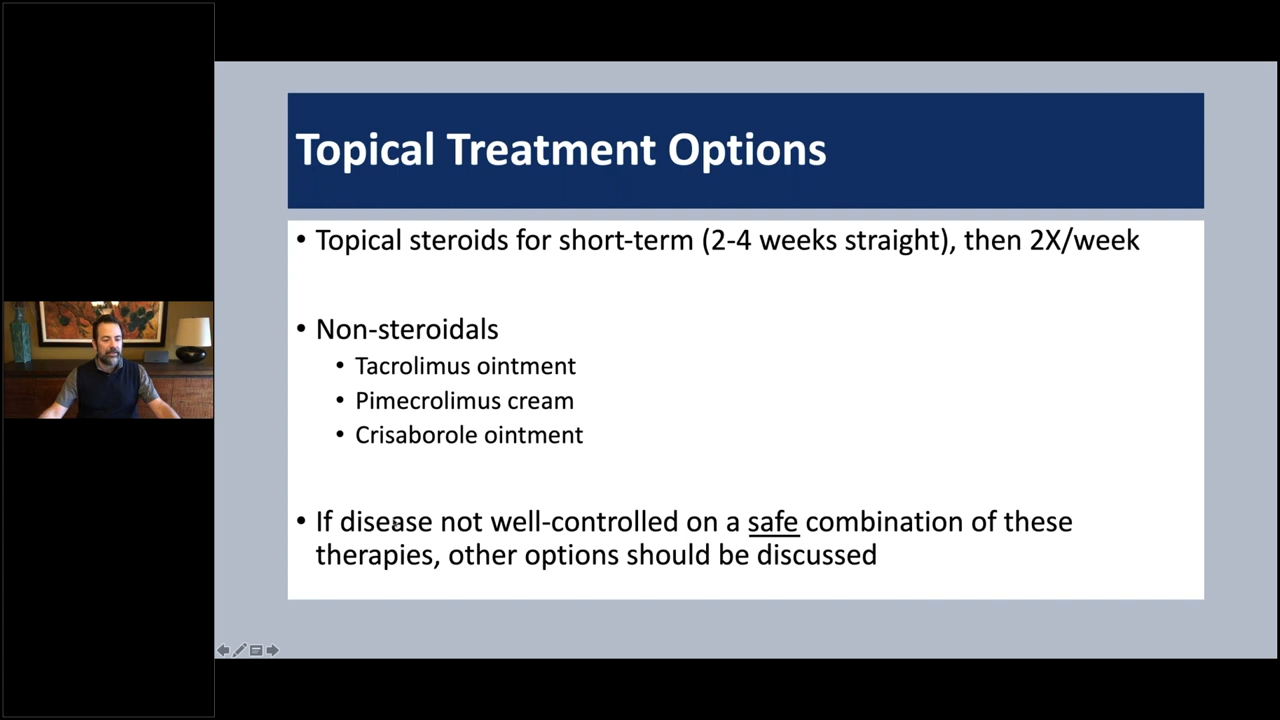 Topical Treatment Options
• Topical steroids for short-term (2-4 weeks straight), then 2X/week
• Non-steroidals
• Tacrolimus ointment
• Pimecrolimus cream
• Crisaborole ointment
• If disease not well-controlled on a safe combination of these
therapies, other options should be discussed